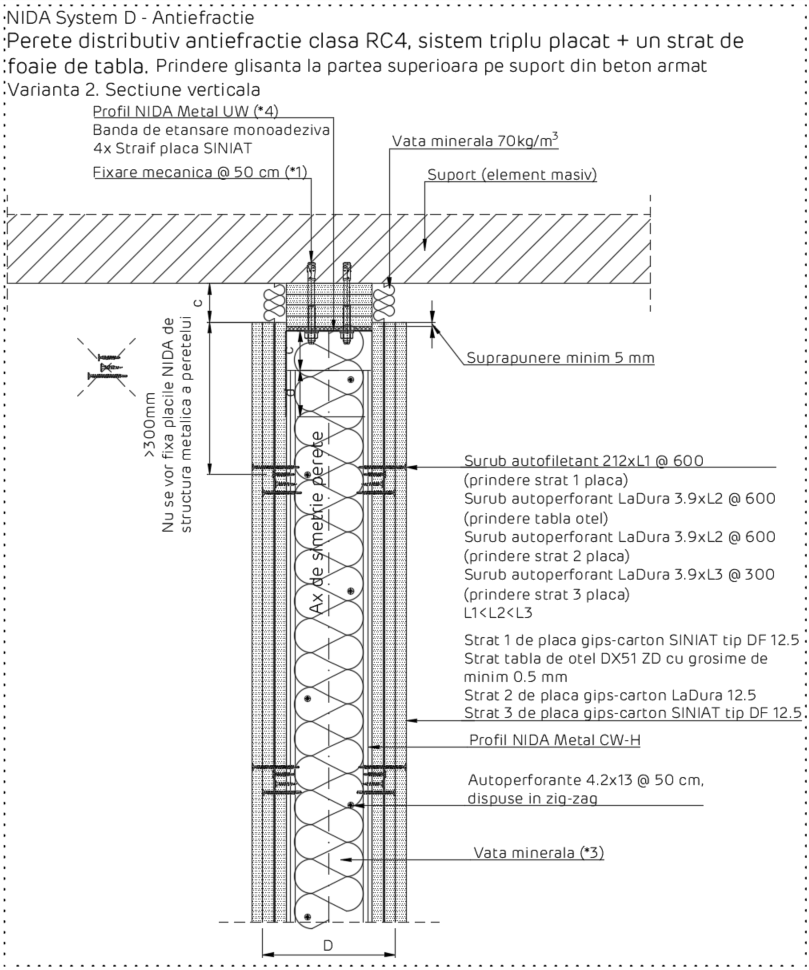 NIDA System D - Antiefractie
Perete distributiv antiefractie clasa RC4, sistem triplu placat + un strat de
foaie de tabla. Prindere glisanta la partea superioara pe suport din beton armat
Varianta 2. Sectiune verticala
Profil NIDA Metal UW (*4)
Banda de etansare monoadeziva
4x Straif placa SINIAT
Fixare mecanica @ 50 cm (*1)
Vata minerala 70kg/m³
Suport (element masiv)
c
c
d
Suprapunere minim 5 mm
>300mm
Nu se vor fixa placile NIDA de
structura metalica a peretelui
Ax de simetrie perete
Surub autofiletant 212xL1 @ 600
(prindere strat 1 placa)
Surub autoperforant LaDura 3.9xL2 @ 600
(prindere tabla otel)
Surub autoperforant LaDura 3.9xL2 @ 600
(prindere strat 2 placa)
Surub autoperforant LaDura 3.9xL3 @ 300
(prindere strat 3 placa)
L1<L2<L3
Strat 1 de placa gips-carton SINIAT tip DF 12.5
Strat tabla de otel DX51 ZD cu grosime de
minim 0.5 mm
Strat 2 de placa gips-carton LaDura 12.5
Strat 3 de placa gips-carton SINIAT tip DF 12.5
Profil NIDA Metal CW-H
Autoperforante 4.2x13 @ 50 cm,
dispuse in zig-zag
Vata minerala (*3)
D